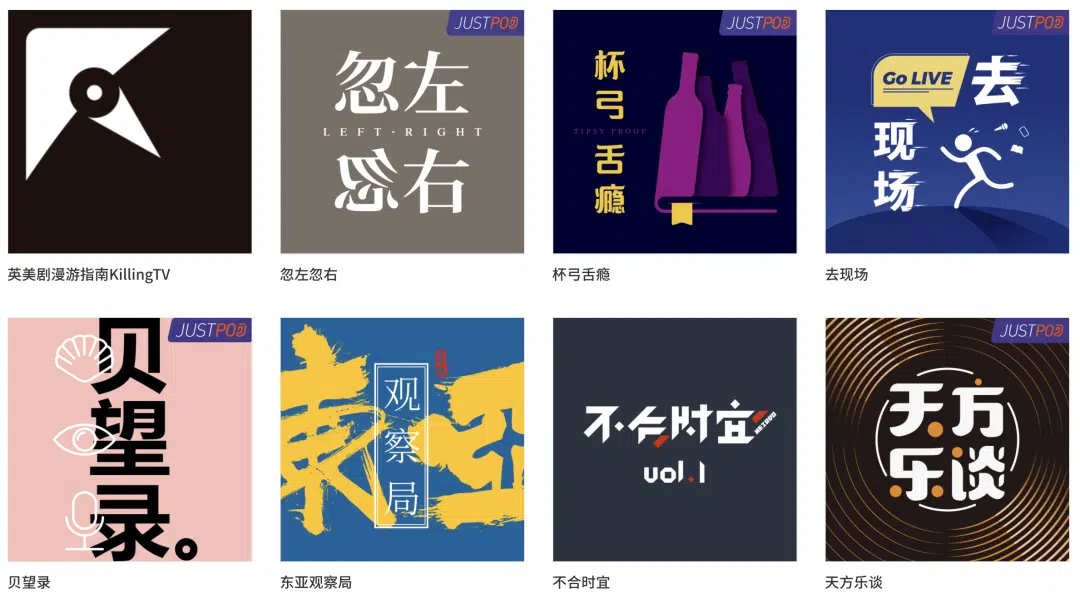 JUSTPOD
忽左
LEFT·RIGHT
忽右
JUSTPOD
杯弓舌瘾
TIPSY PROOF
JUSTPOD
Go LIVE
去现场
英美剧漫游指南KillingTV
忽左忽右
杯弓舌瘾
去现场
JUSTPOD
贝望录。
东亚
观察局
不合时宜
vol.1
JUSTPOD
天方
乐谈
贝望录
东亚观察局
不合时宜
天方乐谈